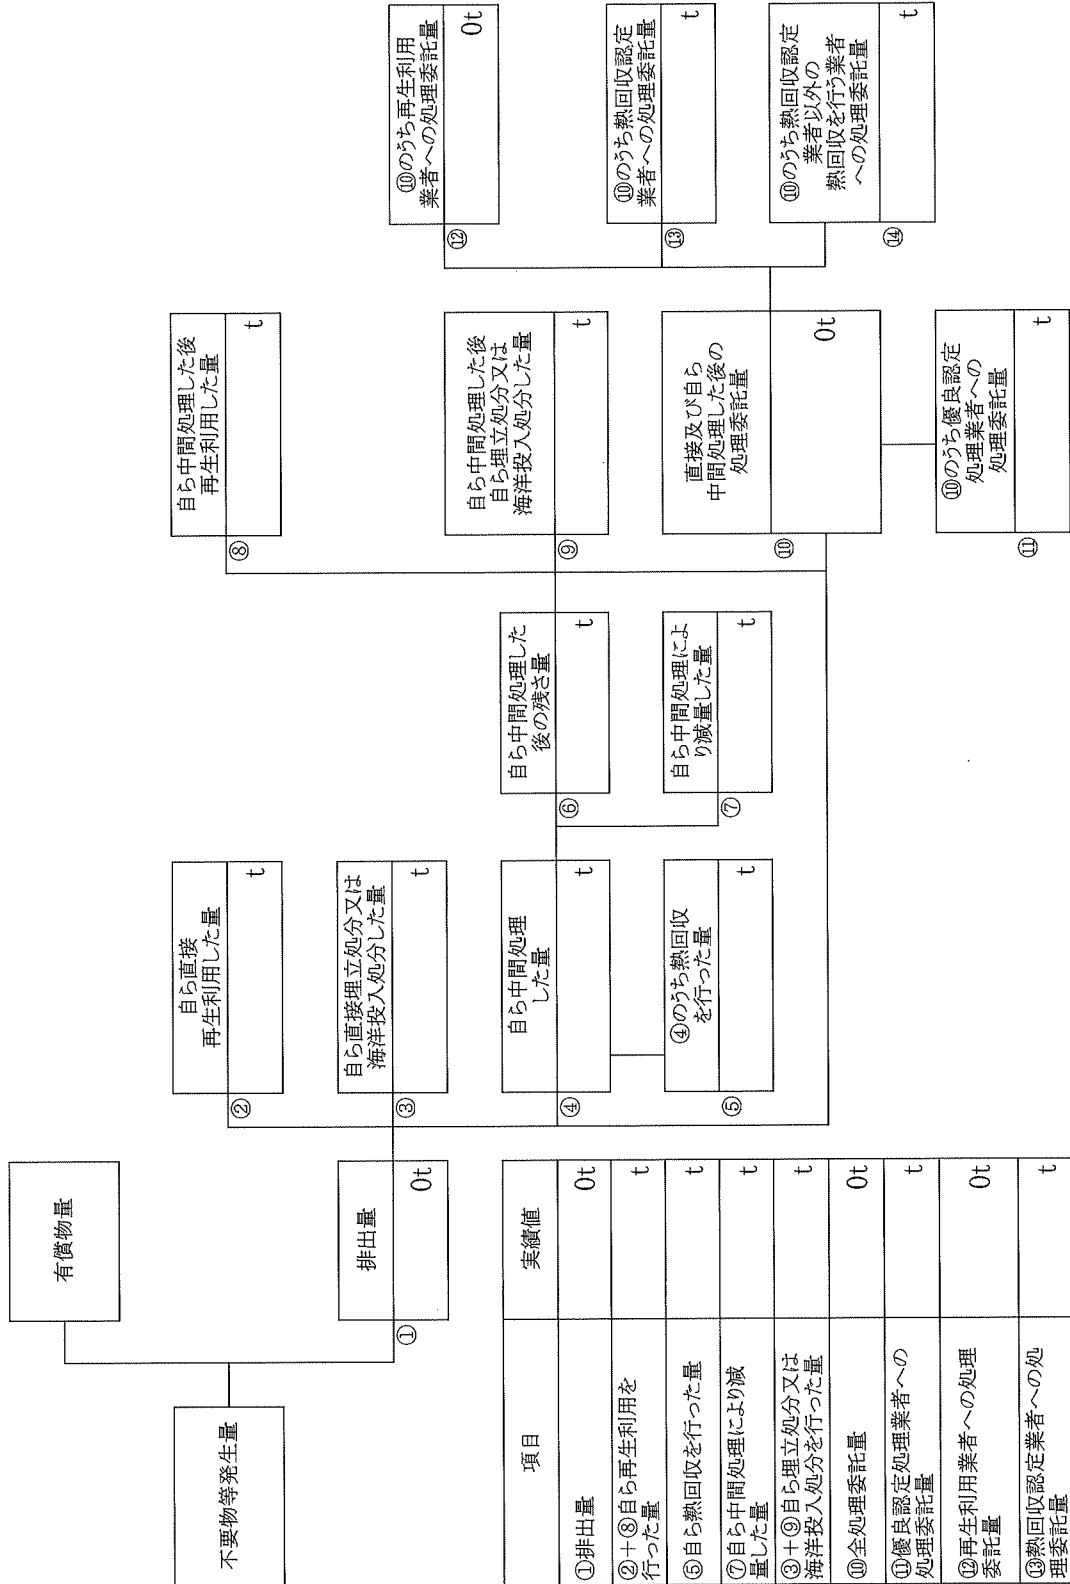 不要物等発生量
有償物量
排出量
①
0t
自ら直接
再生利用した量
②
t
自ら直接埋立処分又は
海洋投入処分した量
③
t
自ら中間処理
した量
④
t
④のうち熱回収
を行った量
⑤
t
自ら中間処理した
後の残さ量
⑥
t
自ら中間処理によ
り減量した量
⑦
t
自ら中間処理した後
再生利用した量
⑧
t
自ら中間処理した後
自ら埋立処分又は
海洋投入処分した量
⑨
t
直接及び自ら
中間処理した後の
処理委託量
⑩
0t
⑩のうち優良認定
処理業者への
処理委託量
⑪
t
⑩のうち再生利用
業者への処理委託量
⑫
0t
⑩のうち熱回収認定
業者への処理委託量
⑬
t
⑩のうち熱回収認定
業者以外の
熱回収を行う業者
への処理委託量
⑭
t
項目 実績値
①排出量 0t
②+⑧自ら再生利用を
行った量 t
⑤自ら熱回収を行った量 t
⑦自ら中間処理により減
量した量 t
③+⑨自ら埋立処分又は
海洋投入処分を行った量 t
⑩全処理委託量 0t
⑪優良認定処理業者への
処理委託量 t
⑫再生利用業者への処理
委託量 0t
⑬熱回収認定業者への処
理委託量 t